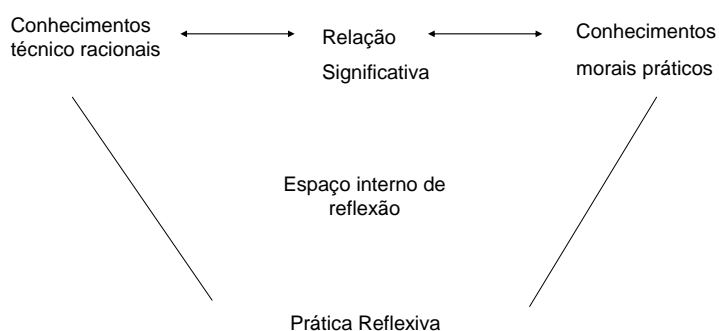 Conhecimentos
técnico racionais
Relação
Significativa
Conhecimentos
morais práticos
Espaço interno de
reflexão
Prática Reflexiva